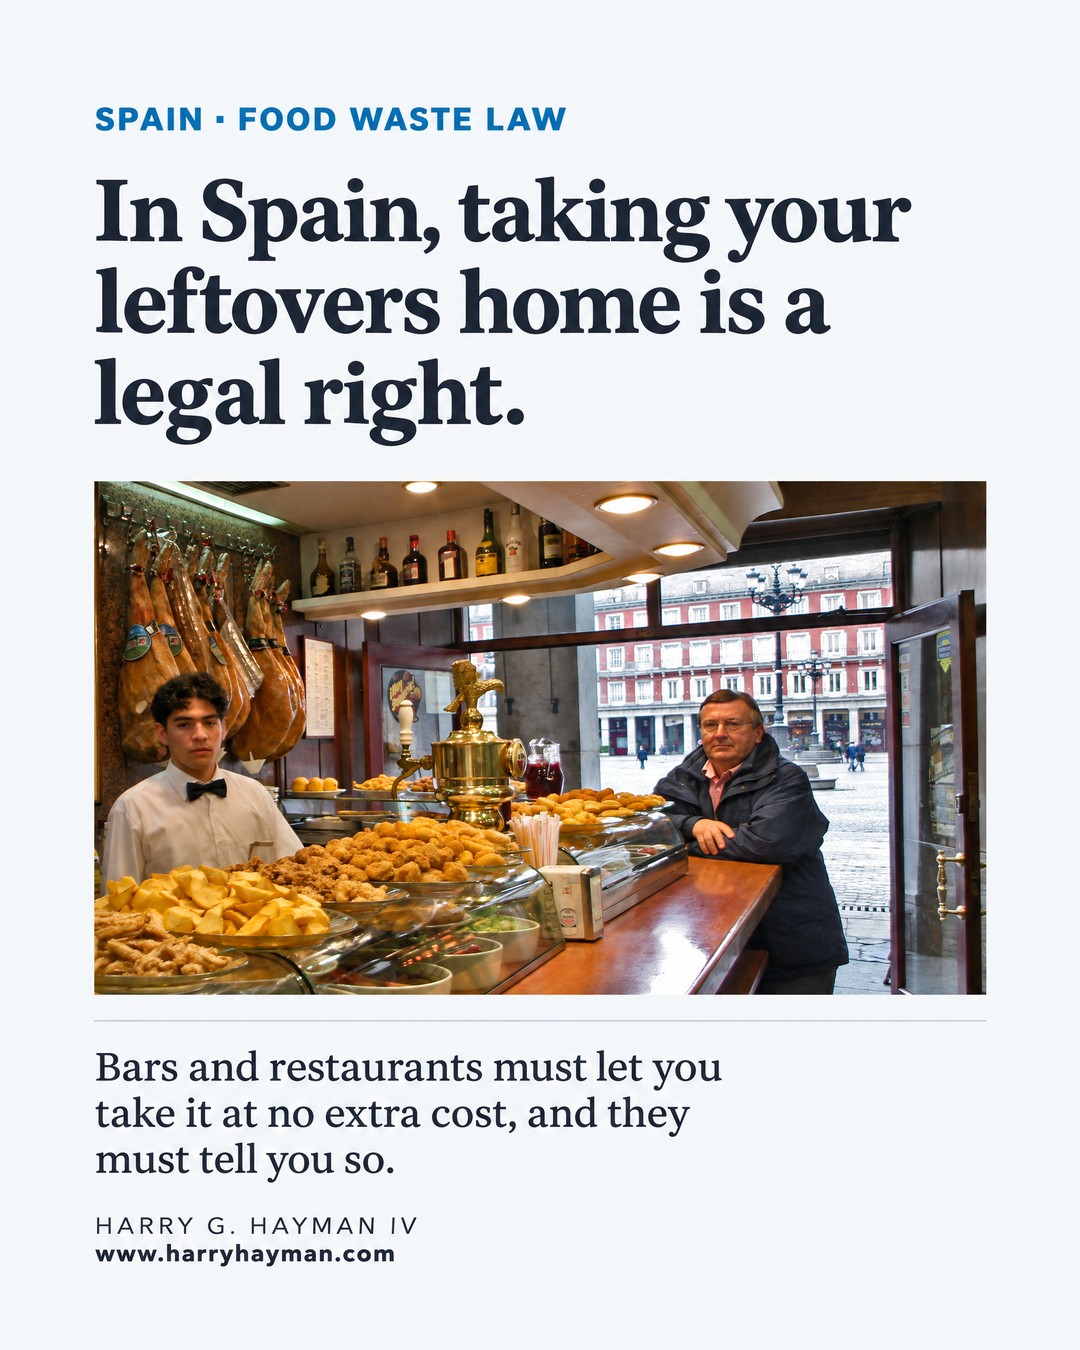 SPAIN · FOOD WASTE LAW
In Spain, taking your
leftovers home is a
legal right.
Bars and restaurants must let you
take it at no extra cost, and they
must tell you so.
HARRY G. HAYMAN IV
www.harryhayman.com